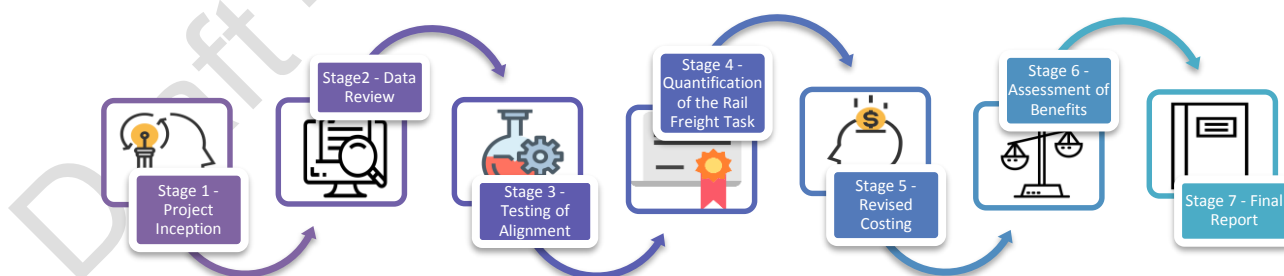 Draft
Stage 1 -
Project
Inception
Stage2 - Data
Review
Stage 3 -
Testing of
Alignment
Stage 4 -
Quantification
of the Rail
Freight Task
Stage 5 -
Revised
Costing
Stage 6 -
Assessment of
Benefits
Stage 7 - Final
Report